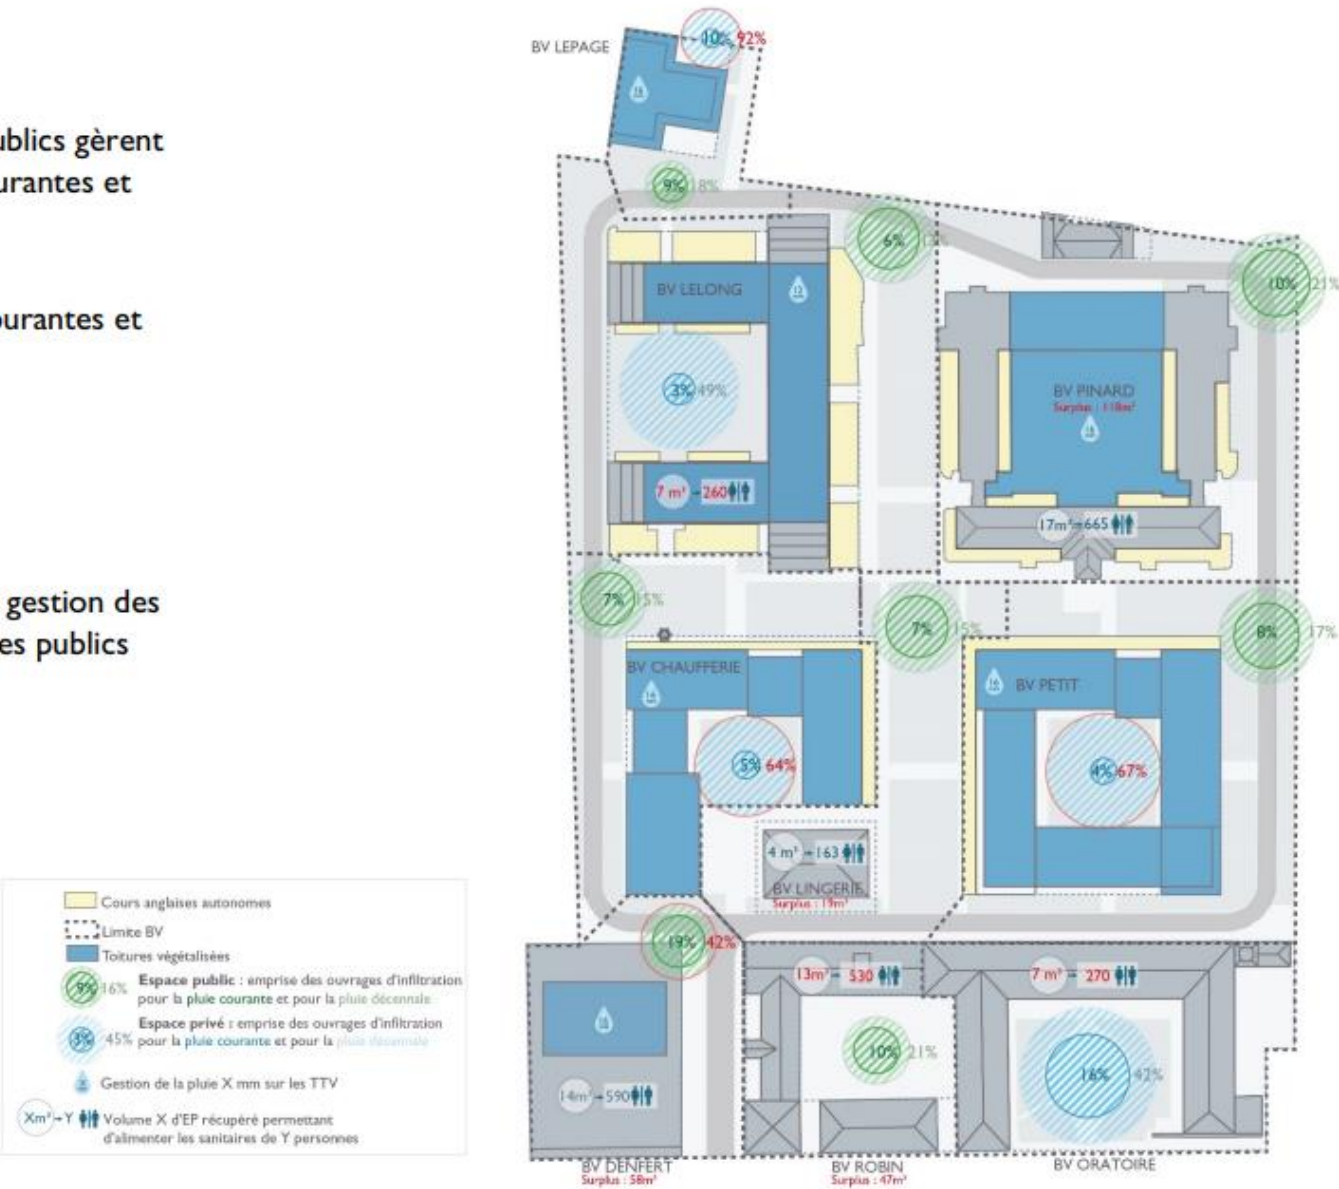 ublics gèrent
urantes et
ourantes et
gestion des
es publics
Cours anglaises autonomes
Limite BV
Toitures végétalisées
9% 16% Espace public : emprise des ouvrages d'infiltration
pour la pluie courante et pour la pluie décennale
3% 45% Espace privé : emprise des ouvrages d'infiltration
pour la pluie courante et pour la pluie décennale
Gestion de la pluie X mm sur les TTV
Xm³→Y Volume X d'EP récupéré permettant
d'alimenter les sanitaires de Y personnes
BV LEPAGE
10% 92%
9% 18%
6%
10% 21%
BV LELONG
3% 49%
7 m³→260
BV PINARD
Surplus : 118m³
17m³→665
7% 15%
7% 15%
8% 17%
BV CHAUFFERIE
5% 64%
BV PETIT
4% 67%
4 m³→163
BV LINGERIE
Surplus : 19m³
19% 42%
14m³→590
BV DENFERT
Surplus : 58m³
13m³→530
10% 21%
BV ROBIN
Surplus : 47m³
7 m³→270
16% 42%
BV ORATOIRE